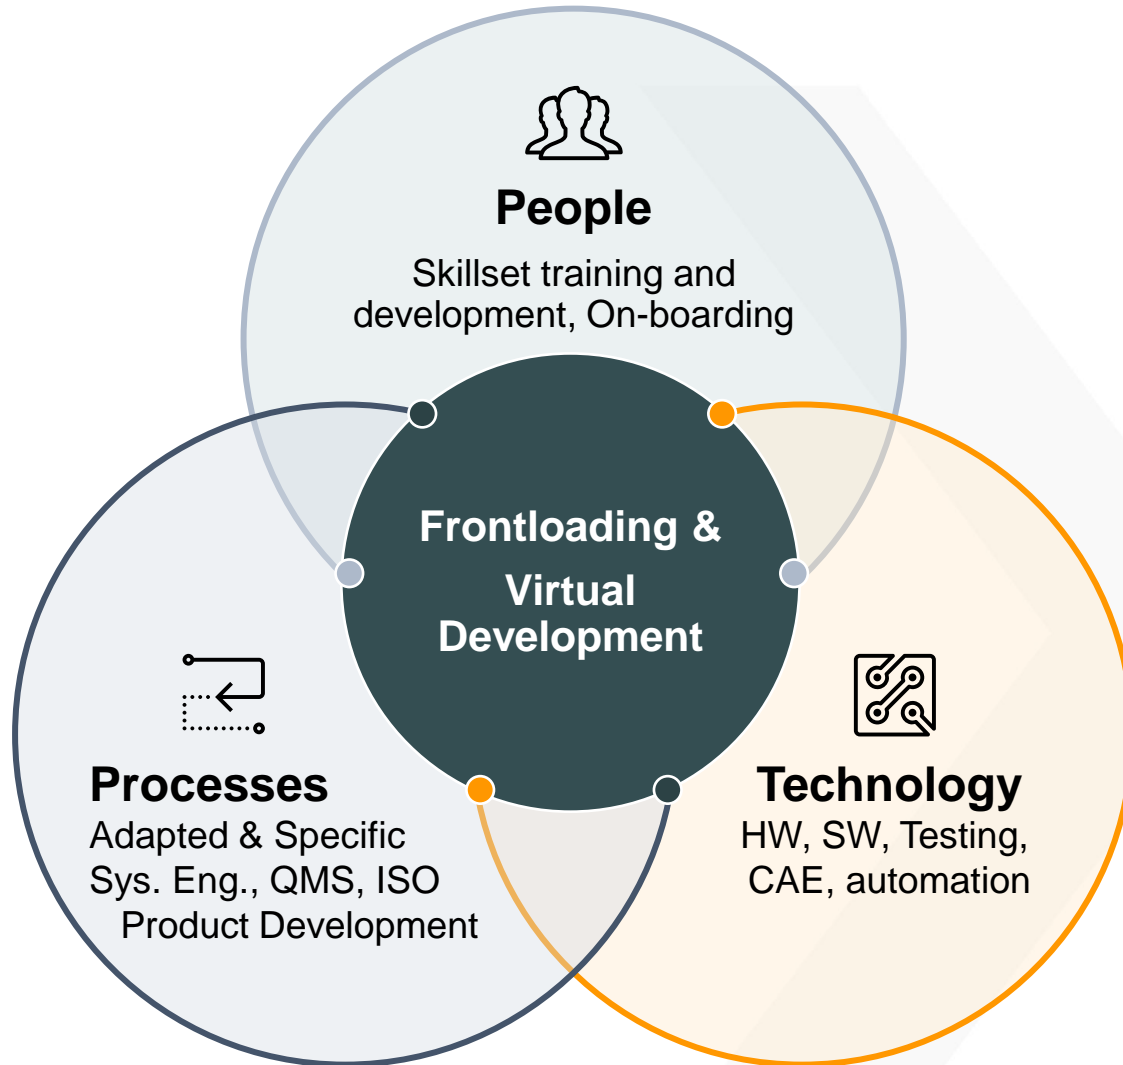 People
Skillset training and
development, On-boarding
Frontloading &
Virtual
Development
Processes
Adapted & Specific
Sys. Eng., QMS, ISO
Product Development
Technology
HW, SW, Testing,
CAE, automation